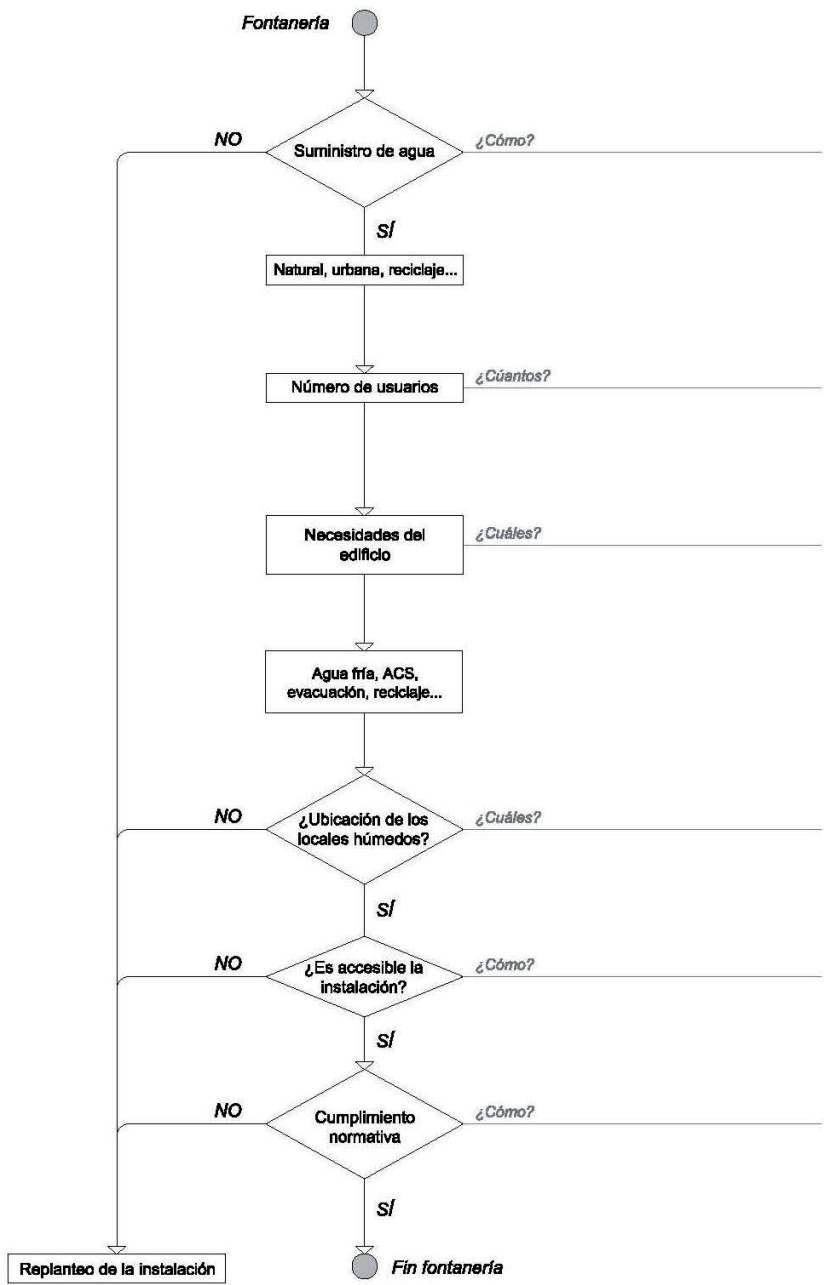 Fontanería
NO
Suministro de agua
¿Cómo?
SÍ
Natural, urbana, reciclaje...
Número de usuarios
¿Cúantos?
Necesidades del
edificio
¿Cuáles?
Agua fría, ACS,
evacuación, reciclaje...
NO
¿Ubicación de los
locales húmedos?
¿Cuáles?
SÍ
NO
¿Es accesible la
instalación?
¿Cómo?
SÍ
NO
Cumplimiento
normativa
¿Cómo?
SÍ
Replanteo de la instalación
Fin fontanería